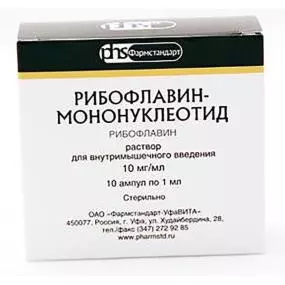 phs Фармстандарт
РИБОФЛАВИН-
МОНОНУКЛЕОТИД
РИБОФЛАВИН
раствор
для внутримышечного введения
10 мг/мл
10 ампул по 1 мл
Стерильно
ОАО «Фармстандарт-УфаВИТА»
450077, Россия, г. Уфа, ул. Худайбердина, 28,
тел./факс (347) 272 92 85
www.pharmstd.ru